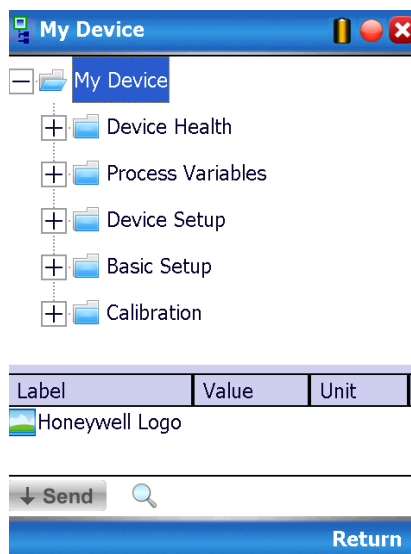 My Device
My Device
Device Health
Process Variables
Device Setup
Basic Setup
Calibration
Label Value Unit
Honeywell Logo
Send
Return